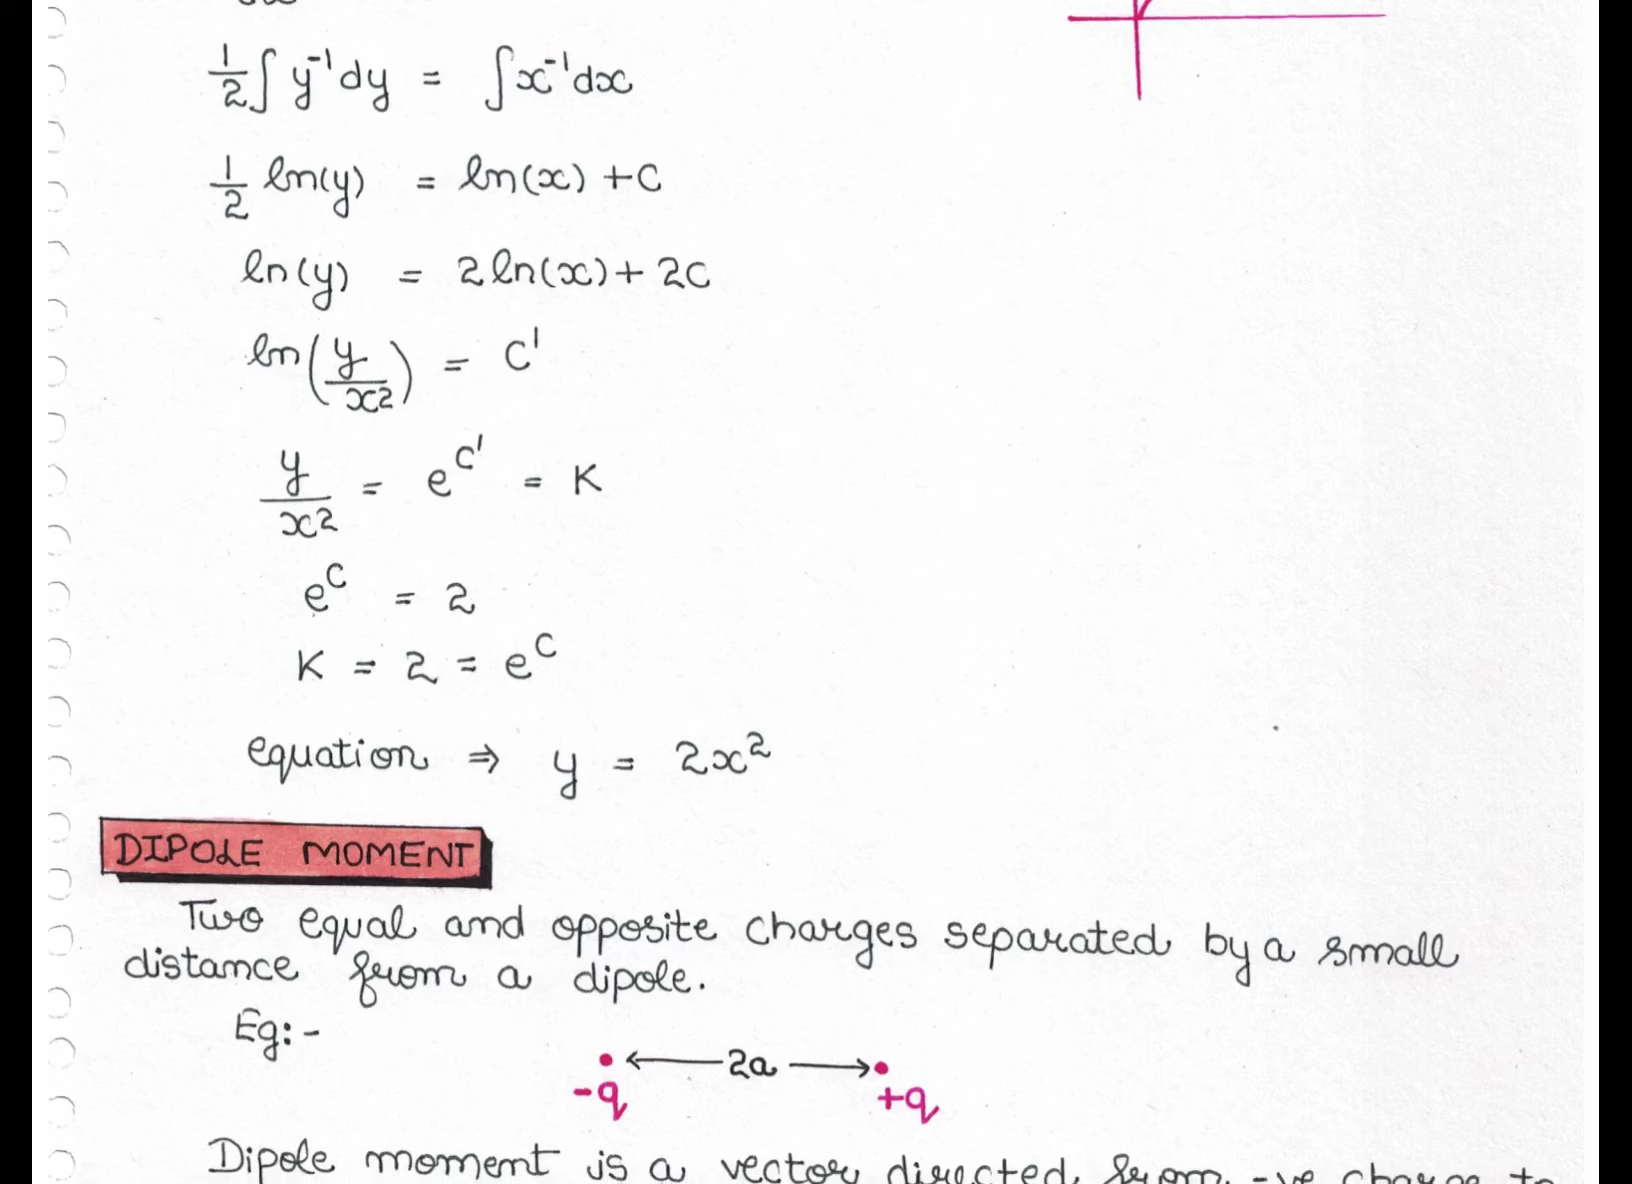 ½∫ y⁻¹dy = ∫x⁻¹dx
½ ln(y) = ln(x) + C
ln(y) = 2ln(x) + 2C
ln(y/x²) = C'
y/x² = e^C' = K
e^C = 2
K = 2 = e^C
equation ⇒ y = 2x²
DIPOLE MOMENT
Two equal and opposite charges separated by a small
distance from a dipole.
Eg:-
2a
-q +q
Dipole moment is a vector directed from -ve charge to